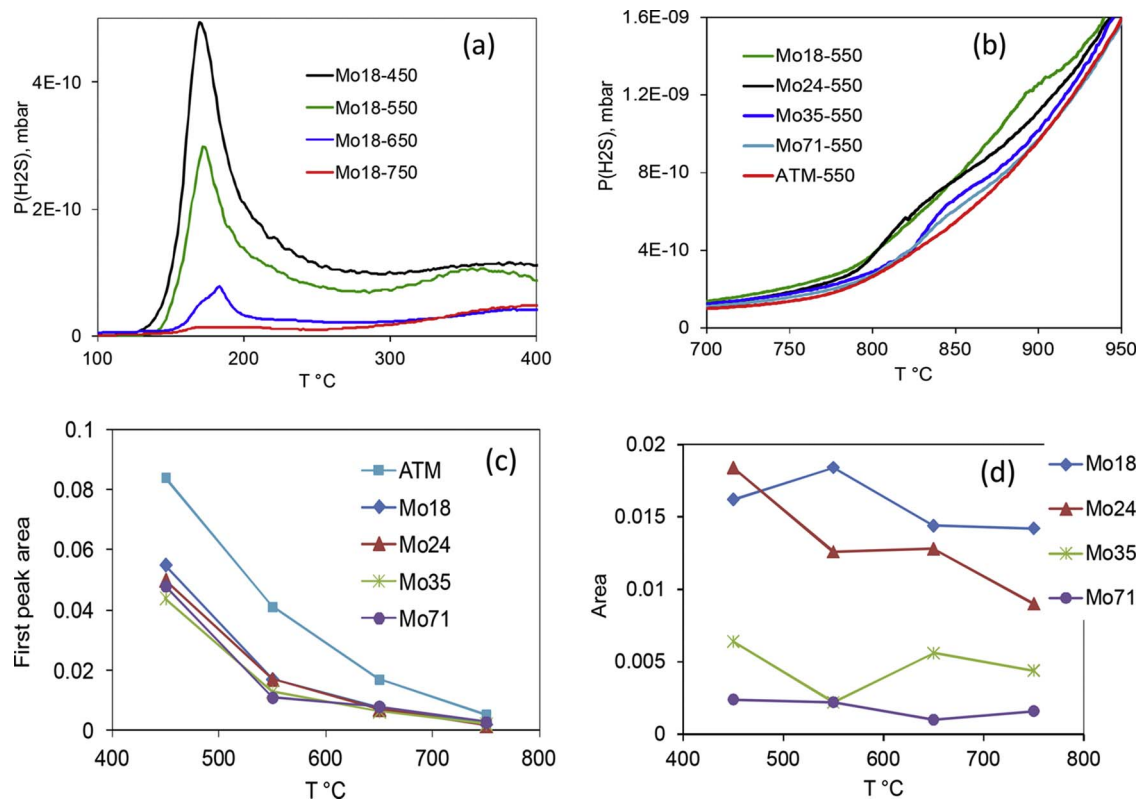 (a)
P(H2S), mbar
4E-10
2E-10
0
Mo18-450
Mo18-550
Mo18-650
Mo18-750
100 200 300 400
T °C
(b)
P(H2S), mbar
1.6E-09
1.2E-09
8E-10
4E-10
0
Mo18-550
Mo24-550
Mo35-550
Mo71-550
ATM-550
700 750 800 850 900 950
T °C
(c)
First peak area
0.1
0.08
0.06
0.04
0.02
0
ATM
Mo18
Mo24
Mo35
Mo71
400 500 600 700 800
T °C
(d)
Area
0.02
0.015
0.01
0.005
0
Mo18
Mo24
Mo35
Mo71
400 500 600 700 800
T °C